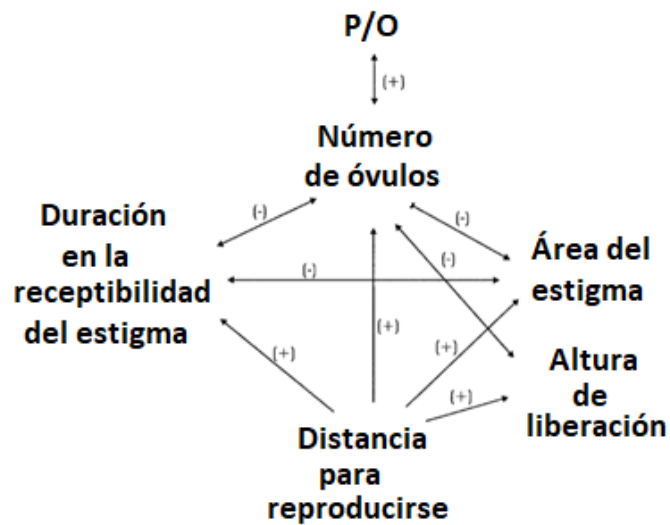 P/O
(+)
Número
de óvulos
(-)
(-)
Duración
en la
receptibilidad
del estigma
(-)
(-)
Área del
estigma
(+)
(+)
(+)
(+)
Altura
de
liberación
Distancia
para
reproducirse